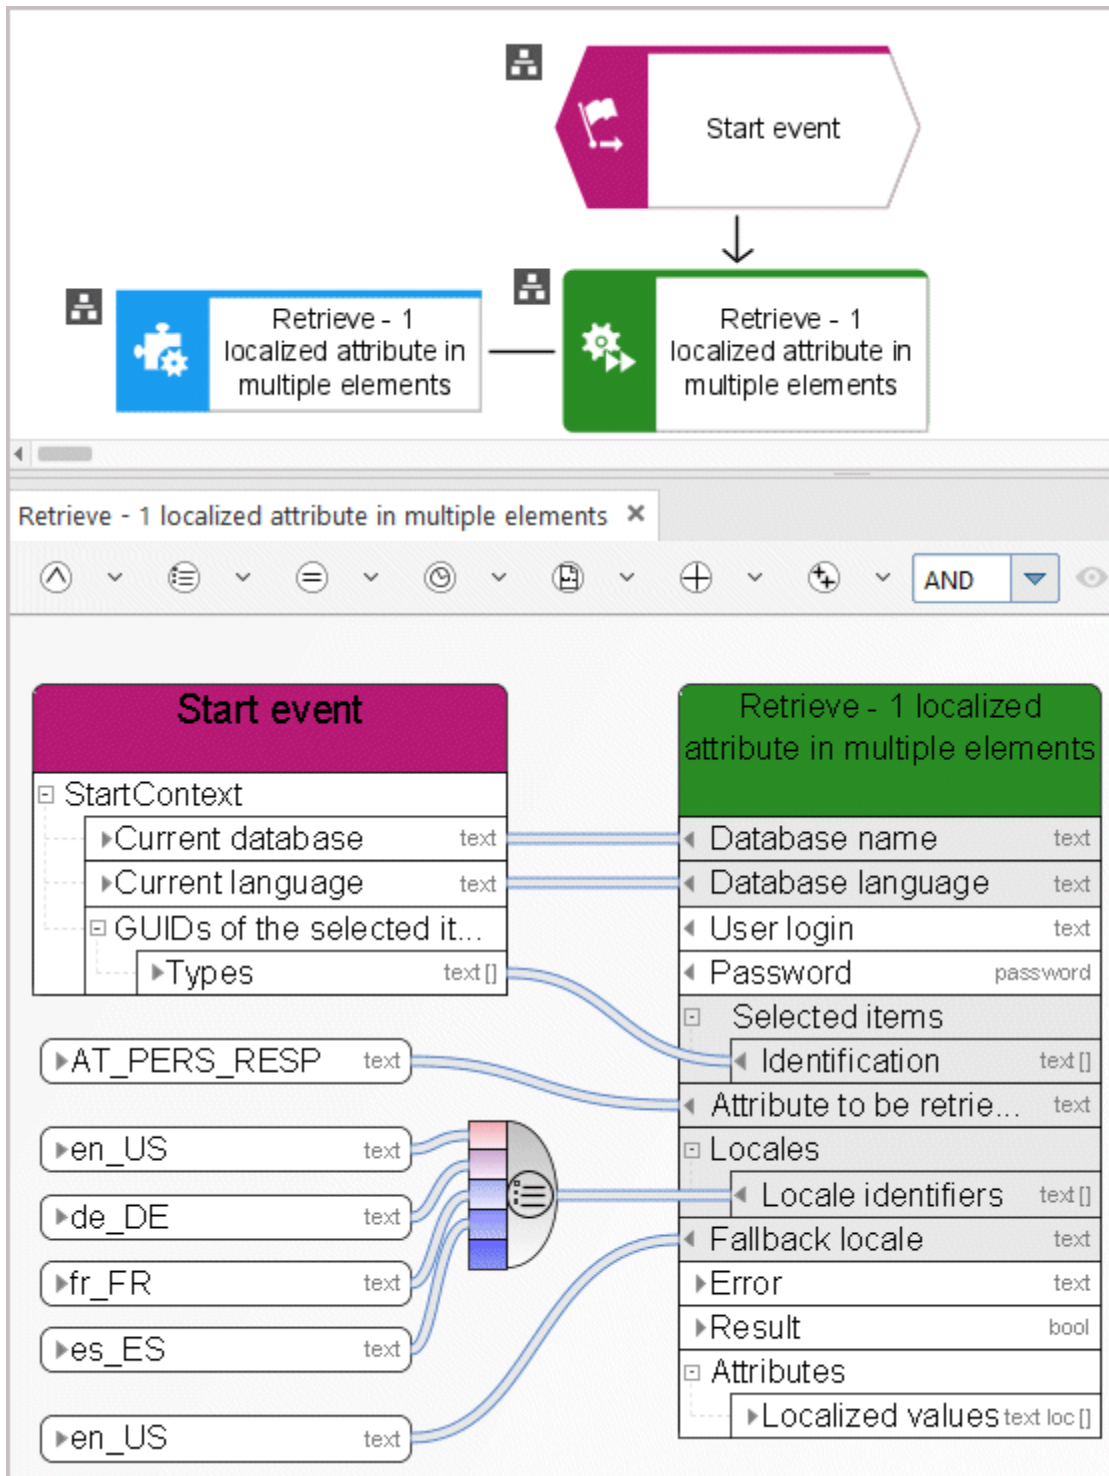 Start event
Retrieve - 1
localized attribute in
multiple elements
Retrieve - 1
localized attribute in
multiple elements
Retrieve - 1 localized attribute in multiple elements
AND
Start event
StartContext
Current database text
Current language text
GUIDs of the selected it...
Types text []
AT_PERS_RESP text
en_US text
de_DE text
fr_FR text
es_ES text
en_US text
Retrieve - 1 localized
attribute in multiple elements
Database name text
Database language text
User login text
Password password
Selected items
Identification text []
Attribute to be retrie... text
Locales
Locale identifiers text []
Fallback locale text
Error text
Result bool
Attributes
Localized values text loc []